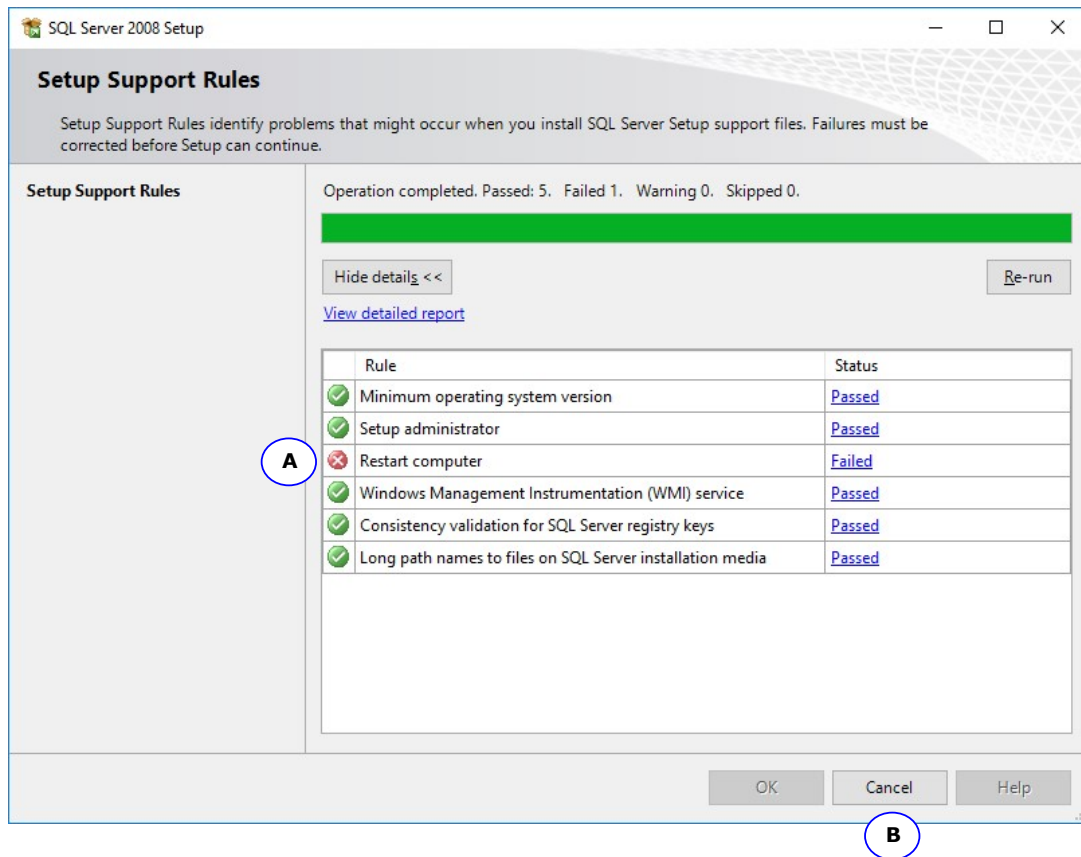 SQL Server 2008 Setup
Setup Support Rules
Setup Support Rules identify problems that might occur when you install SQL Server Setup support files. Failures must be
corrected before Setup can continue.
Setup Support Rules
Operation completed. Passed: 5.   Failed 1.   Warning 0.   Skipped 0.
Hide details <<
Re-run
View detailed report
Rule Status
Minimum operating system version Passed
Setup administrator Passed
A Restart computer Failed
Windows Management Instrumentation (WMI) service Passed
Consistency validation for SQL Server registry keys Passed
Long path names to files on SQL Server installation media Passed
OK Cancel Help
B